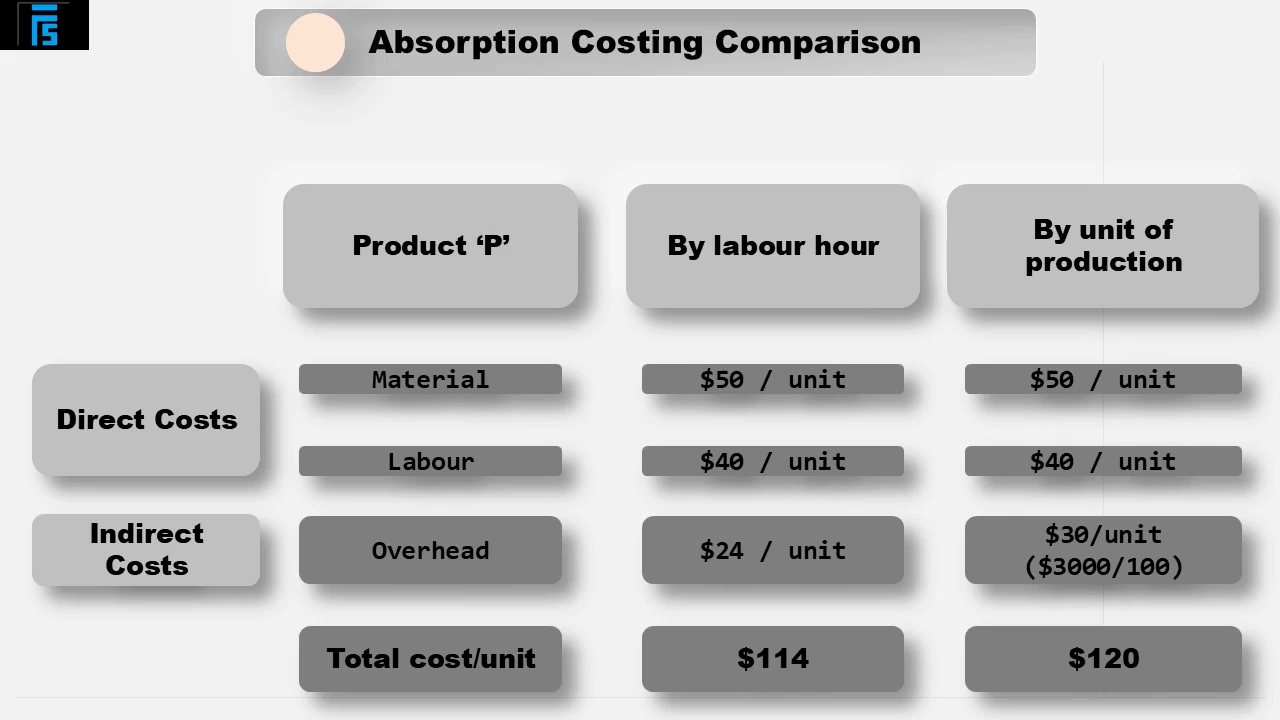 Absorption Costing Comparison
Product ‘P’
By labour hour
By unit of
production
Direct Costs
Material
$50 / unit
$50 / unit
Labour
$40 / unit
$40 / unit
Indirect
Costs
Overhead
$24 / unit
$30/unit
($3000/100)
Total cost/unit
$114
$120